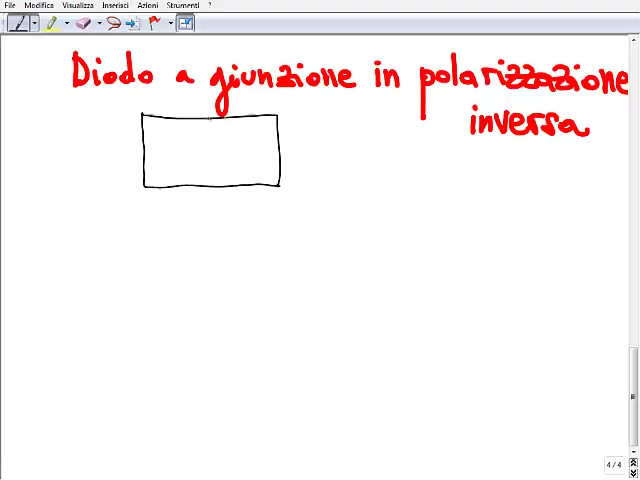 File Modifica Visualizza Inserisci Azioni Strumenti ?
Diodo a giunzione in polarizzazione
inversa
4 / 4